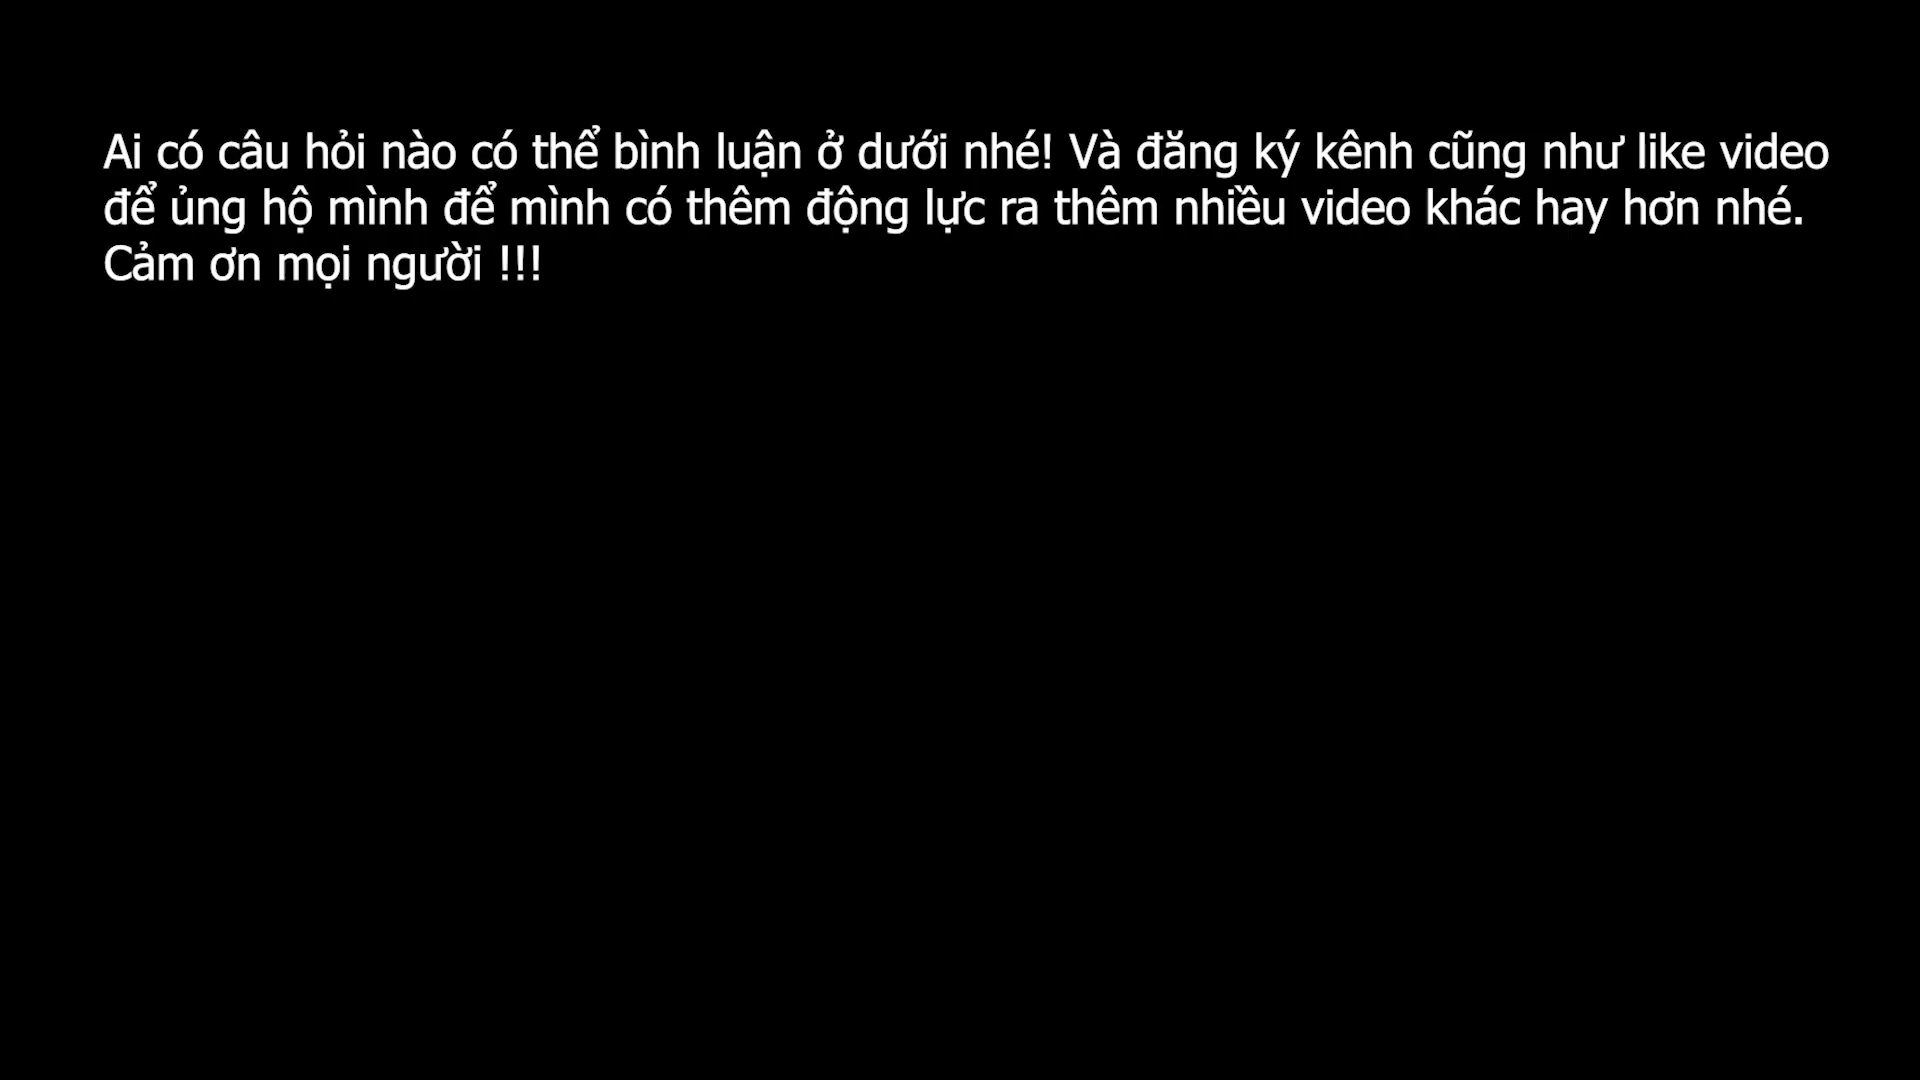 Ai có câu hỏi nào có thể bình luận ở dưới nhé! Và đăng ký kênh cũng như like video
để ủng hộ mình để mình có thêm động lực ra thêm nhiều video khác hay hơn nhé.
Cảm ơn mọi người !!!